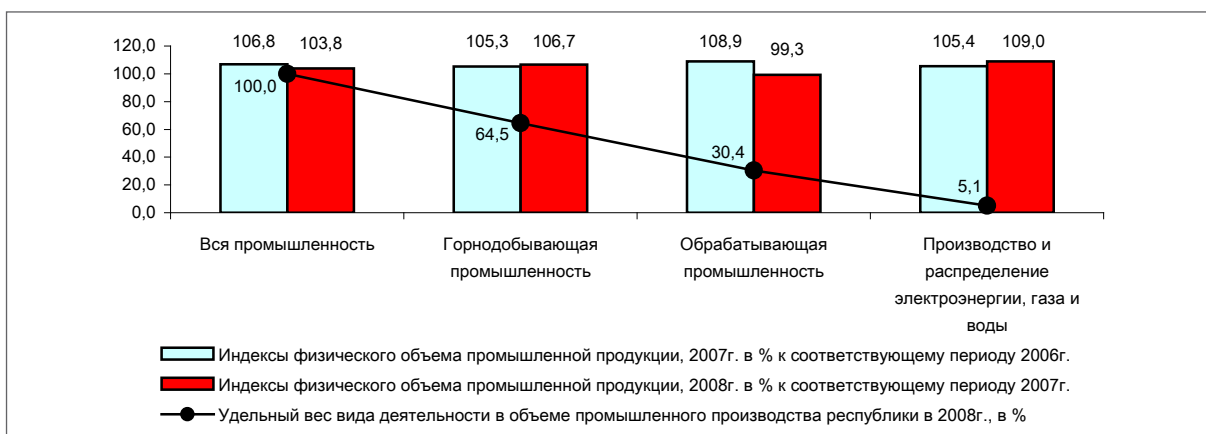 106,8 103,8 105,3 106,7 108,9 99,3 105,4 109,0
120,0
100,0
80,0
60,0
40,0
20,0
0,0
100,0
64,5
30,4
5,1
Вся промышленность
Горнодобывающая
промышленность
Обрабатывающая
промышленность
Производство и
распределение
электроэнергии, газа и
воды
Индексы физического объема промышленной продукции, 2007г. в % к соответствующему периоду 2006г.
Индексы физического объема промышленной продукции, 2008г. в % к соответствующему периоду 2007г.
Удельный вес вида деятельности в объеме промышленного производства республики в 2008г., в %